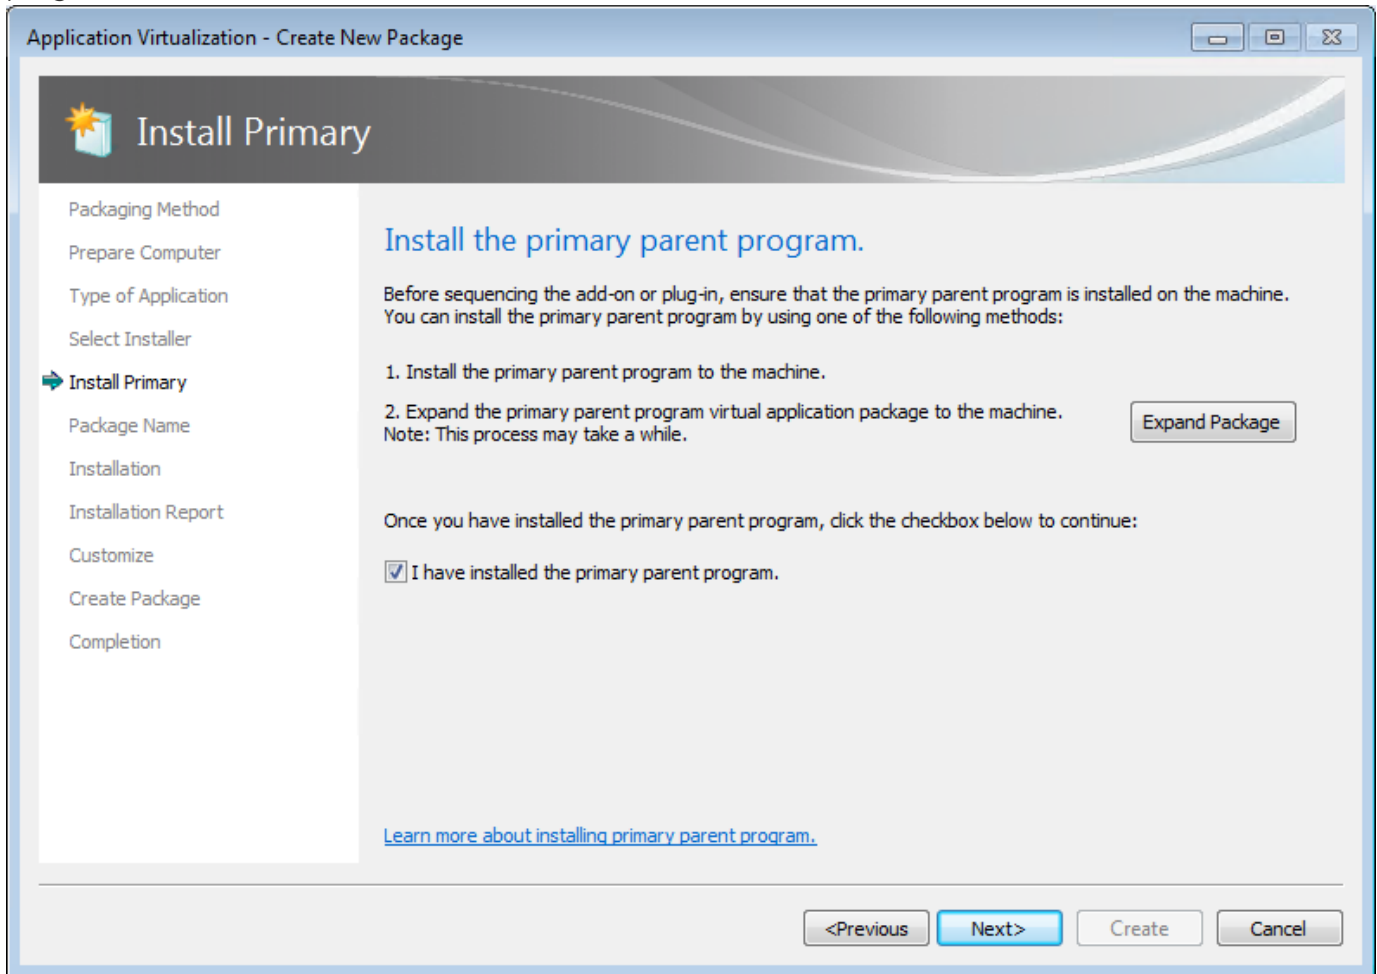 Application Virtualization - Create New Package
Install Primary
Packaging Method
Prepare Computer
Type of Application
Select Installer
Install Primary
Package Name
Installation
Installation Report
Customize
Create Package
Completion
Install the primary parent program.
Before sequencing the add-on or plug-in, ensure that the primary parent program is installed on the machine.
You can install the primary parent program by using one of the following methods:
1. Install the primary parent program to the machine.
2. Expand the primary parent program virtual application package to the machine.
Note: This process may take a while.
Expand Package
Once you have installed the primary parent program, click the checkbox below to continue:
I have installed the primary parent program.
Learn more about installing primary parent program.
<Previous
Next>
Create
Cancel